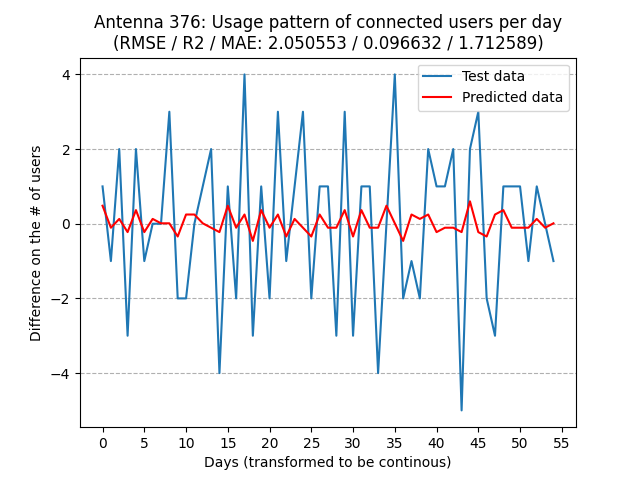 Antenna 376: Usage pattern of connected users per day
(RMSE / R2 / MAE: 2.050553 / 0.096632 / 1.712589)
Test data
Predicted data
Difference on the # of users
4
2
0
−2
−4
0 5 10 15 20 25 30 35 40 45 50 55
Days (transformed to be continous)